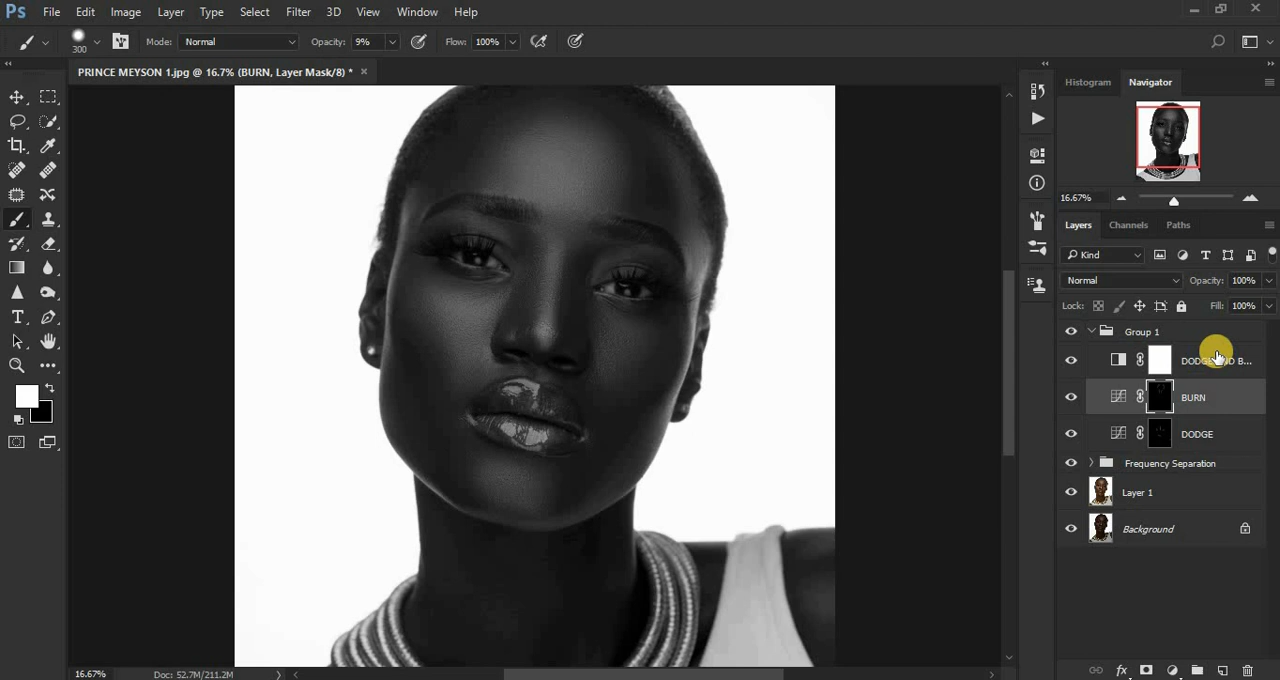 Ps File Edit Image Layer Type Select Filter 3D View Window Help
300 Mode: Normal Opacity: 9% Flow: 100%
PRINCE MEYSON 1.jpg @ 16.7% (BURN, Layer Mask/8) *
Histogram Navigator
16.67%
Layers Channels Paths
Kind
Normal Opacity: 100%
Lock: Fill: 100%
Group 1
DODGE AND B...
BURN
DODGE
Frequency Separation
Layer 1
Background
16.67% Doc: 52.7M/211.2M